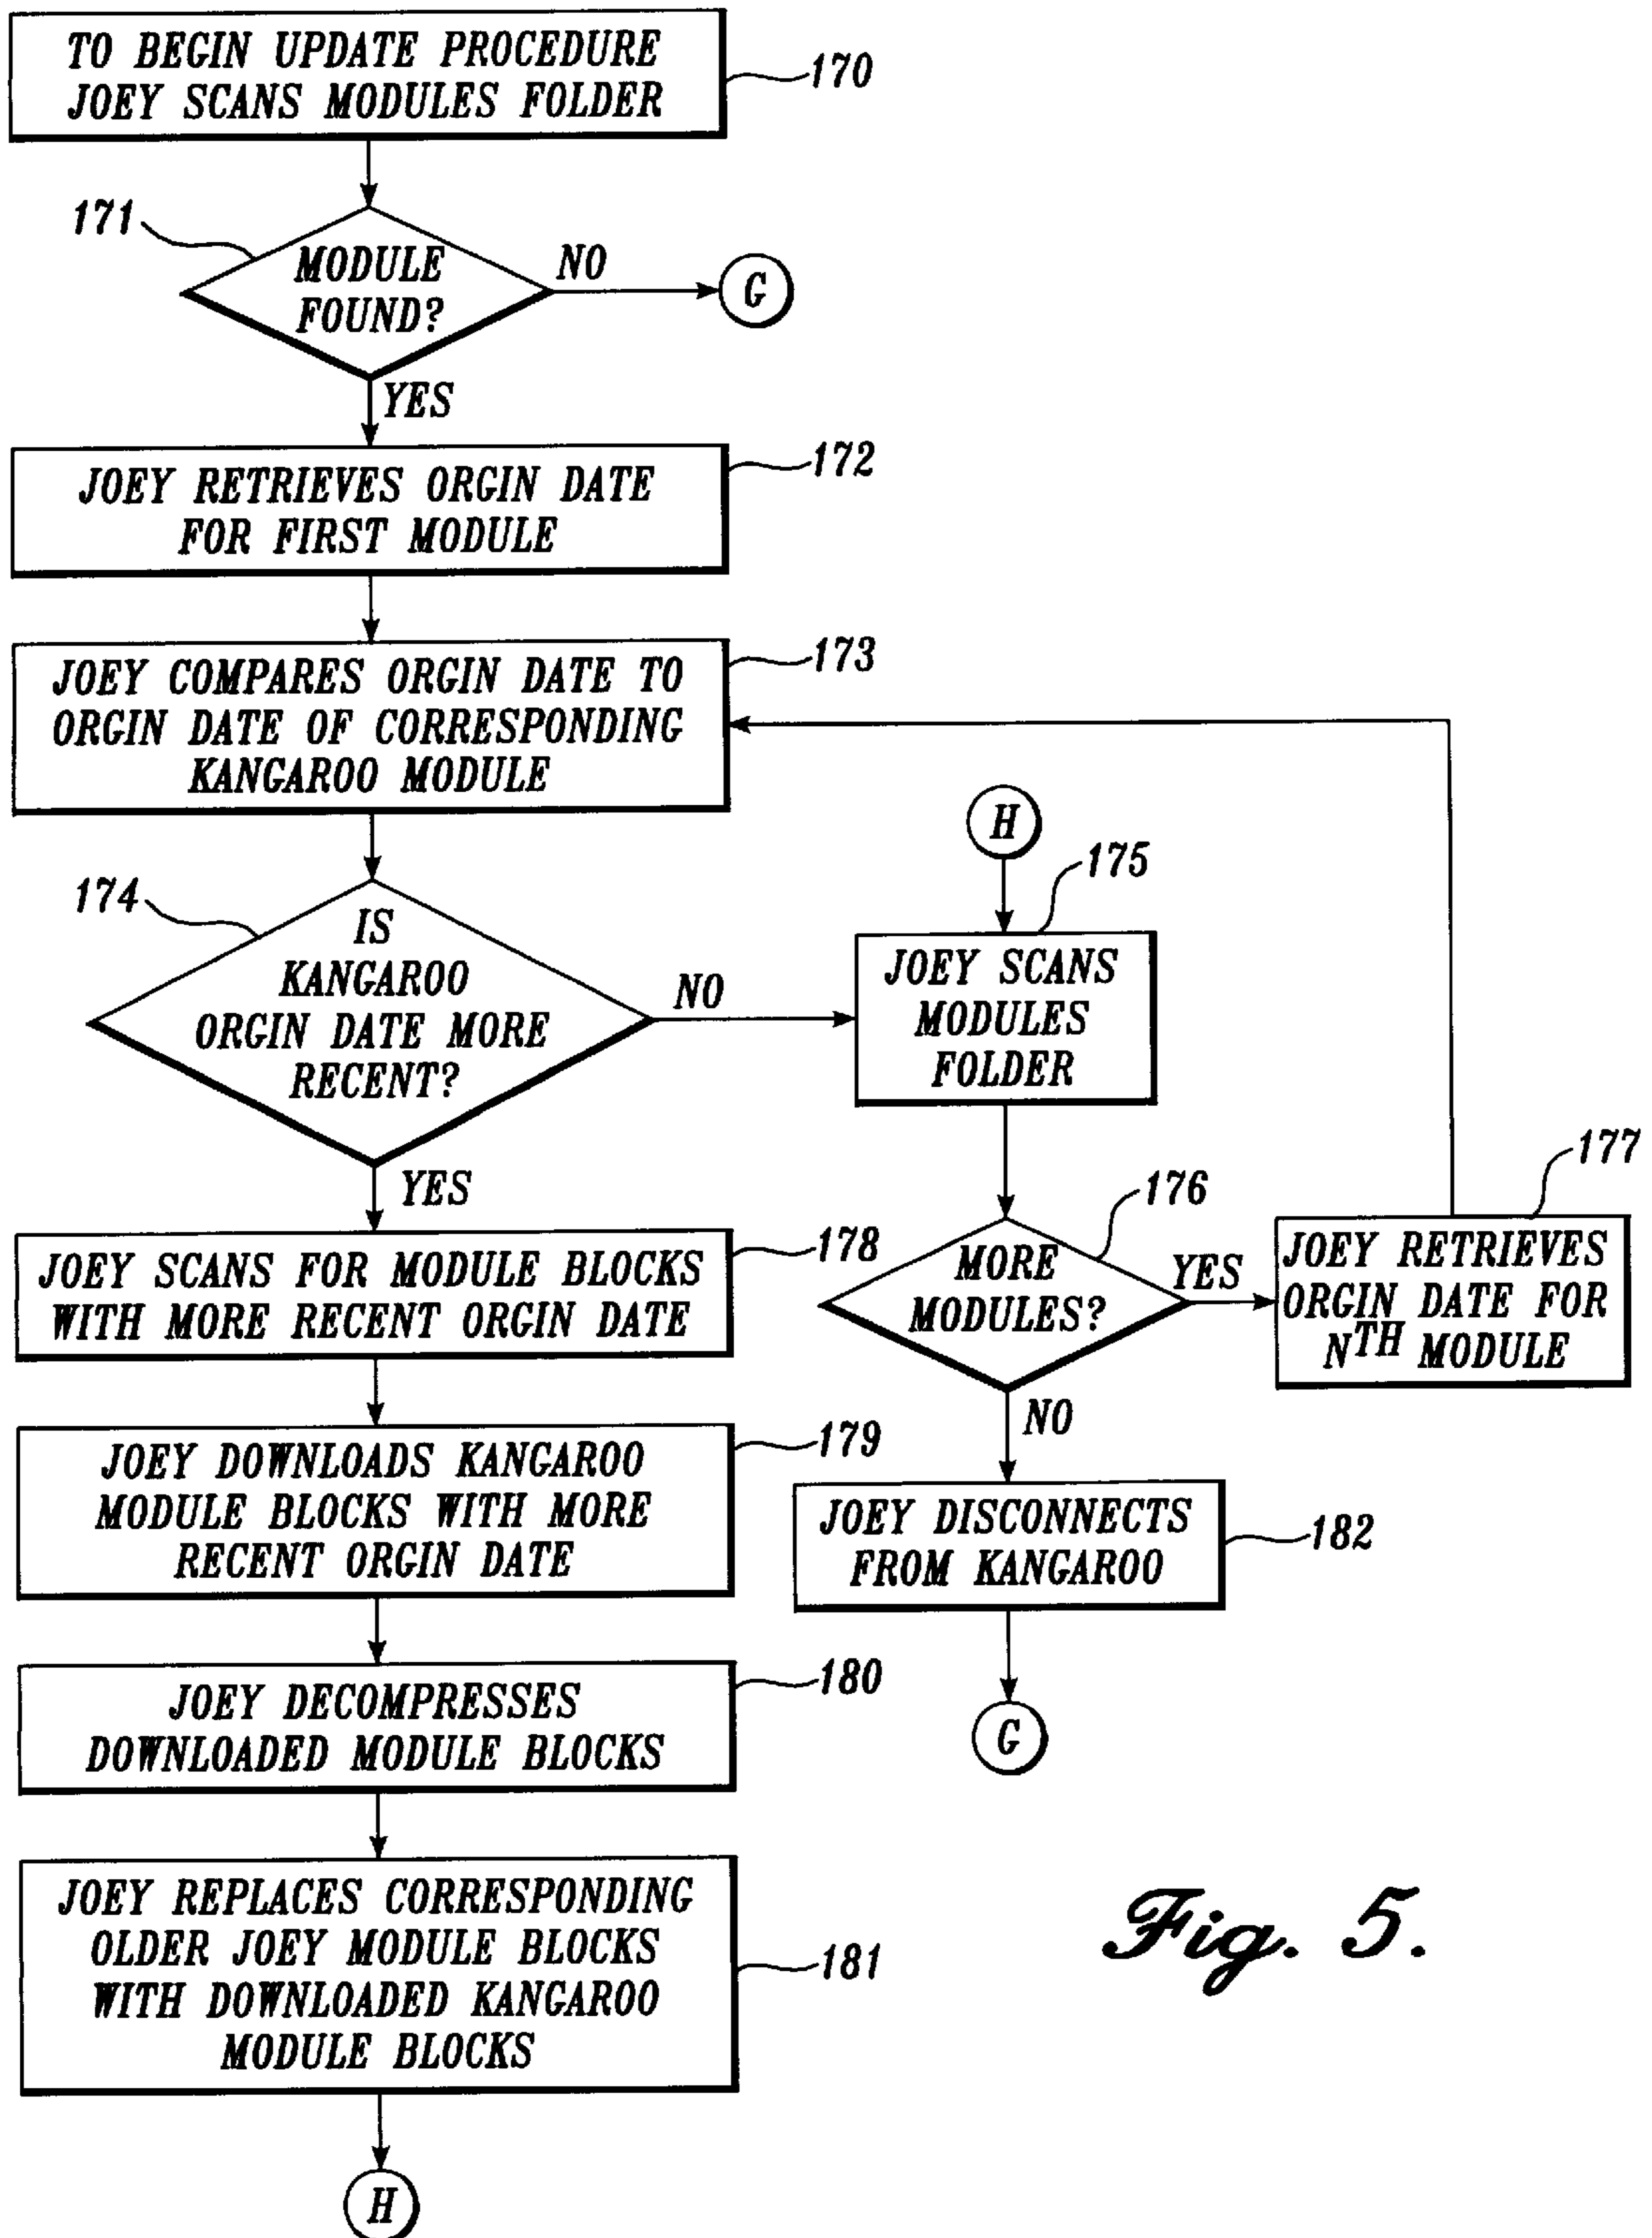 TO BEGIN UPDATE PROCEDURE
JOEY SCANS MODULES FOLDER
170
171
MODULE
FOUND?
NO
G
YES
JOEY RETRIEVES ORGIN DATE
FOR FIRST MODULE
172
JOEY COMPARES ORGIN DATE TO
ORGIN DATE OF CORRESPONDING
KANGAROO MODULE
173
174
IS
KANGAROO
ORGIN DATE MORE
RECENT?
NO
YES
H
175
JOEY SCANS
MODULES
FOLDER
176
MORE
MODULES?
YES
NO
177
JOEY RETRIEVES
ORGIN DATE FOR
NTH MODULE
JOEY SCANS FOR MODULE BLOCKS
WITH MORE RECENT ORGIN DATE
178
JOEY DOWNLOADS KANGAROO
MODULE BLOCKS WITH MORE
RECENT ORGIN DATE
179
JOEY DISCONNECTS
FROM KANGAROO
182
G
JOEY DECOMPRESSES
DOWNLOADED MODULE BLOCKS
180
JOEY REPLACES CORRESPONDING
OLDER JOEY MODULE BLOCKS
WITH DOWNLOADED KANGAROO
MODULE BLOCKS
181
H
Fig. 5.